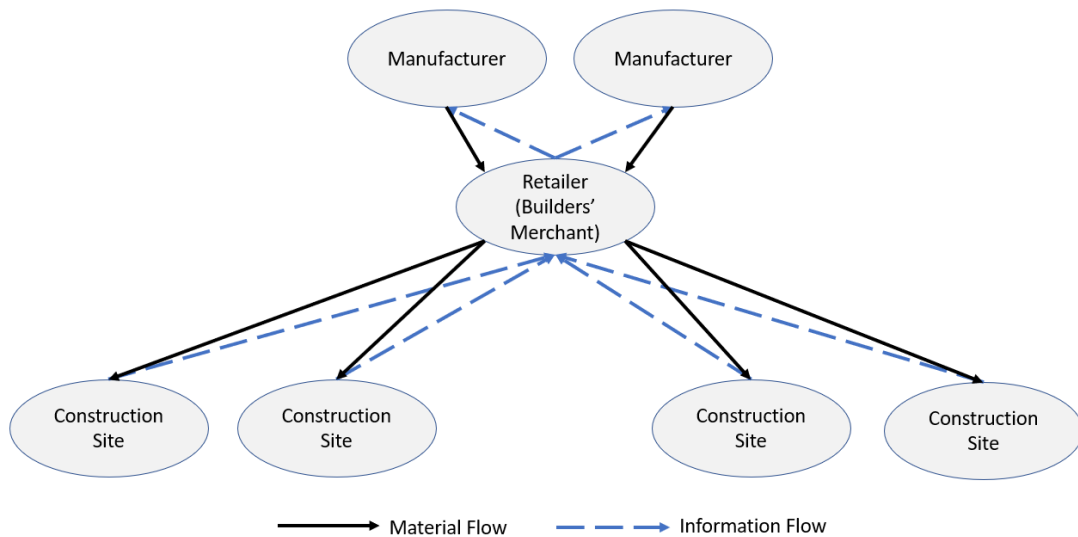 Manufacturer
Manufacturer
Retailer
(Builders'
Merchant)
Construction
Site
Construction
Site
Construction
Site
Construction
Site
Material Flow
Information Flow